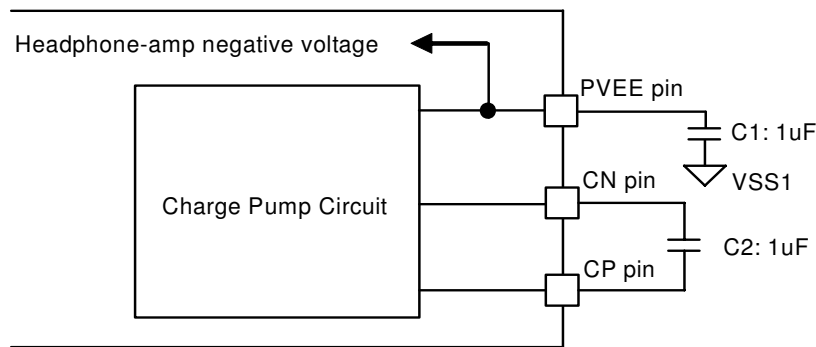 Headphone-amp negative voltage
PVEE pin
C1: 1uF
VSS1
CN pin
Charge Pump Circuit
C2: 1uF
CP pin